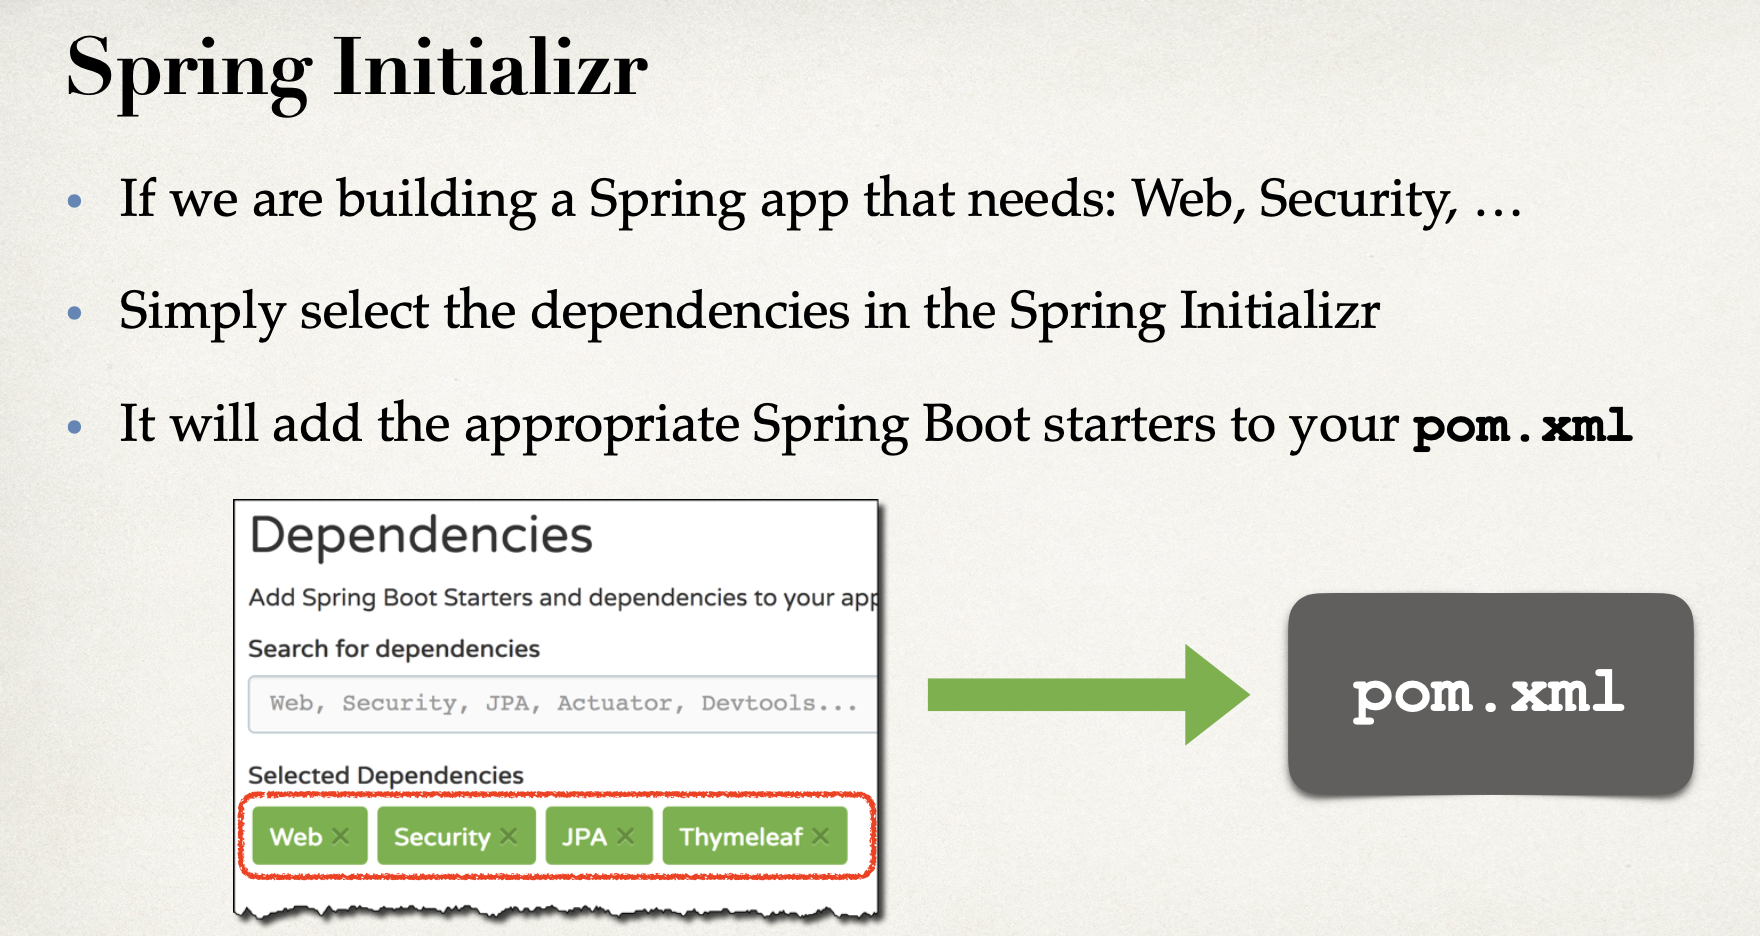 Spring Initializr
• If we are building a Spring app that needs: Web, Security, …
• Simply select the dependencies in the Spring Initializr
• It will add the appropriate Spring Boot starters to your pom.xml
Dependencies
Add Spring Boot Starters and dependencies to your app
Search for dependencies
Web, Security, JPA, Actuator, Devtools...
Selected Dependencies
Web × Security × JPA × Thymeleaf ×
pom.xml